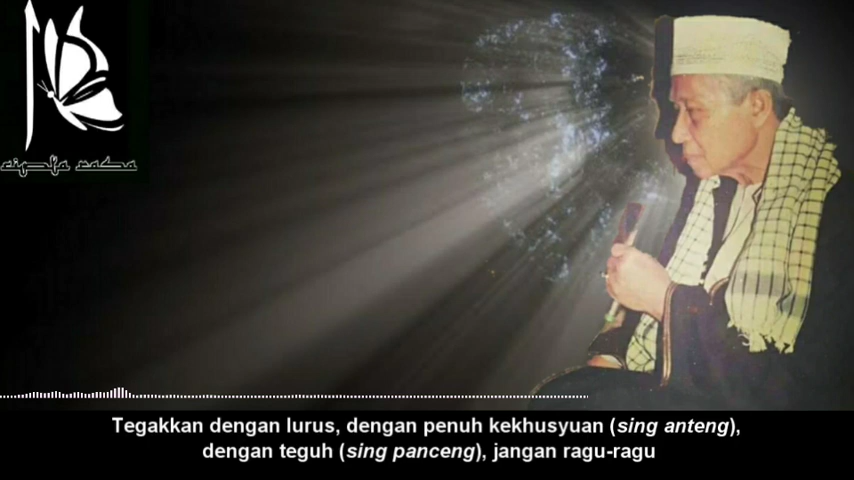 Tegakkan dengan lurus, dengan penuh kekhusyuan (sing anteng),
dengan teguh (sing panceng), jangan ragu-ragu